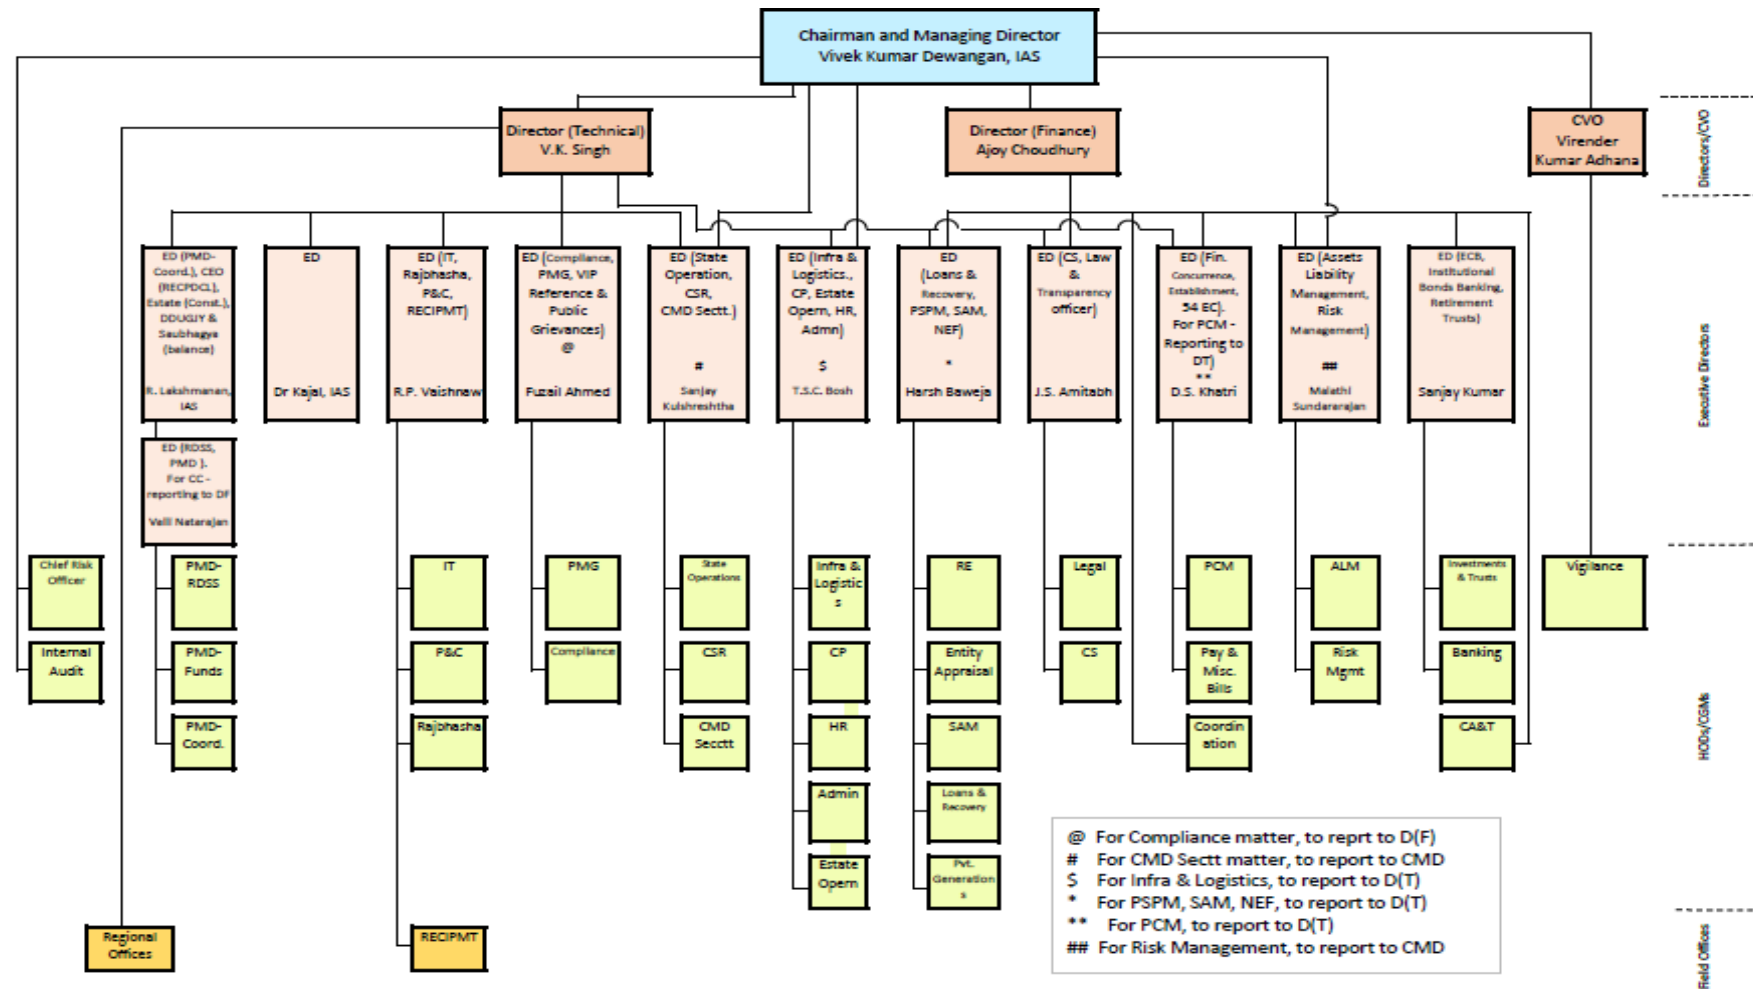 Chairman and Managing Director
Vivek Kumar Dewangan, IAS
Director (Technical)
V.K. Singh
Director (Finance)
Ajoy Choudhury
CVO
Virender
Kumar Adhana
Directors/CVO
ED (PMD-
Coord.), CEO
(RECPDCL),
Estate (Const.),
DDUGJY &
Saubhagya
(balance)
R. Lakshmanan,
IAS
ED
Dr Kajal, IAS
ED (IT,
Rajbhasha,
P&C,
RECIPMT)
R.P. Vaishnaw
ED (Compliance,
PMG, VIP
Reference &
Public
Grievances)
@
Fuzail Ahmed
ED (State
Operation,
CSR,
CMD Sectt.)
#
Sanjay
Kulshreshtha
ED (Infra &
Logistics.,
CP, Estate
Opern, HR,
Admn)
$
T.S.C. Bosh
ED
(Loans &
Recovery,
PSPM, SAM,
NEF)
*
Harsh Baweja
ED (CS, Law
&
Transparency
officer)
J.S. Amitabh
ED (Fin.
Concurrence,
Establishment,
54 EC).
For PCM -
Reporting to
DT)
**
D.S. Khatri
ED (Assets
Liability
Management,
Risk
Management)
##
Malathi
Sundararajan
ED (ECB,
Institutional
Bonds Banking,
Retirement
Trusts)
Sanjay Kumar
Executive Directors
ED (RDSS,
PMD ).
For CC -
reporting to DF
Valli Natarajan
Chief Risk
Officer
PMD-
RDSS
IT
PMG
State
Operations
Infra &
Logistic
s
RE
Legal
PCM
ALM
Investments
& Trusts
Vigilance
Internal
Audit
PMD-
Funds
P&C
Compliance
CSR
CP
Entity
Appraisal
CS
Pay &
Misc.
Bills
Risk
Mgmt
Banking
HODs/CGMs
PMD-
Coord.
Rajbhasha
CMD
Secctt
HR
SAM
Coordin
ation
CA&T
Admin
Loans &
Recovery
Estate
Opern
Pvt.
Generation
s
@ For Compliance matter, to reprt to D(F)
# For CMD Sectt matter, to report to CMD
$ For Infra & Logistics, to report to D(T)
* For PSPM, SAM, NEF, to report to D(T)
** For PCM, to report to D(T)
## For Risk Management, to report to CMD
Regional
Offices
RECIPMT
Field Offices